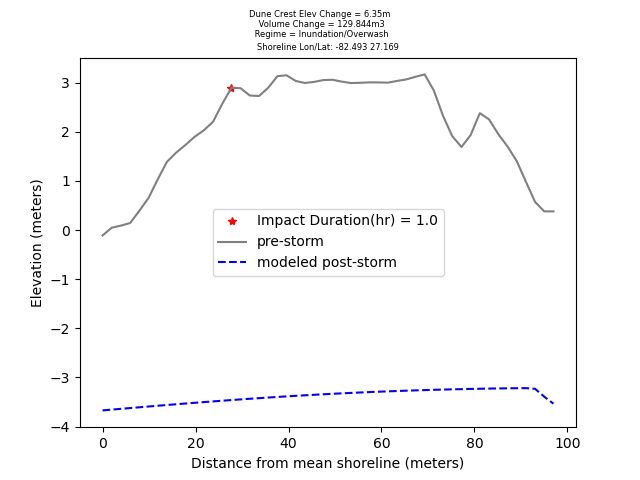 Dune Crest Elev Change = 6.35m
Volume Change = 129.844m3
Regime = Inundation/Overwash
Shoreline Lon/Lat: -82.493 27.169
3
2
1
0
−1
−2
−3
−4
Elevation (meters)
Impact Duration(hr) = 1.0
pre-storm
modeled post-storm
0 20 40 60 80 100
Distance from mean shoreline (meters)